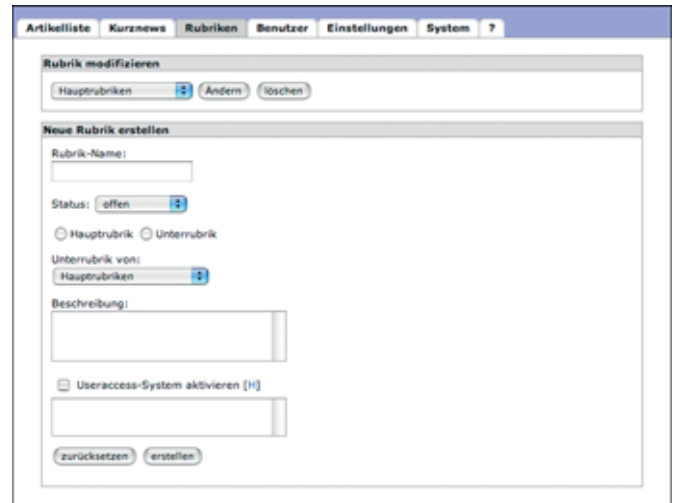 Artikelliste Kurznews Rubriken Benutzer Einstellungen System ?
Rubrik modifizieren
Hauptrubriken Ändern löschen
Neue Rubrik erstellen
Rubrik-Name:
Status: offen
Hauptrubrik Unterrubrik
Unterrubrik von:
Hauptrubriken
Beschreibung:
Useraccess-System aktivieren [H]
zurücksetzen erstellen